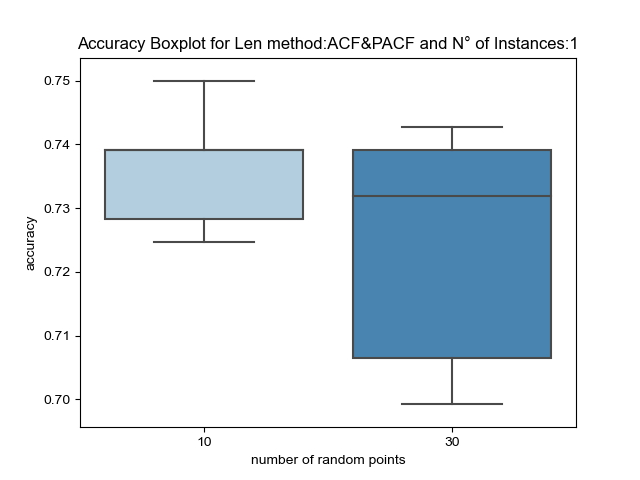 Accuracy Boxplot for Len method:ACF&PACF and N° of Instances:1
0.75
0.74
0.73
0.72
0.71
0.70
accuracy
10 30
number of random points